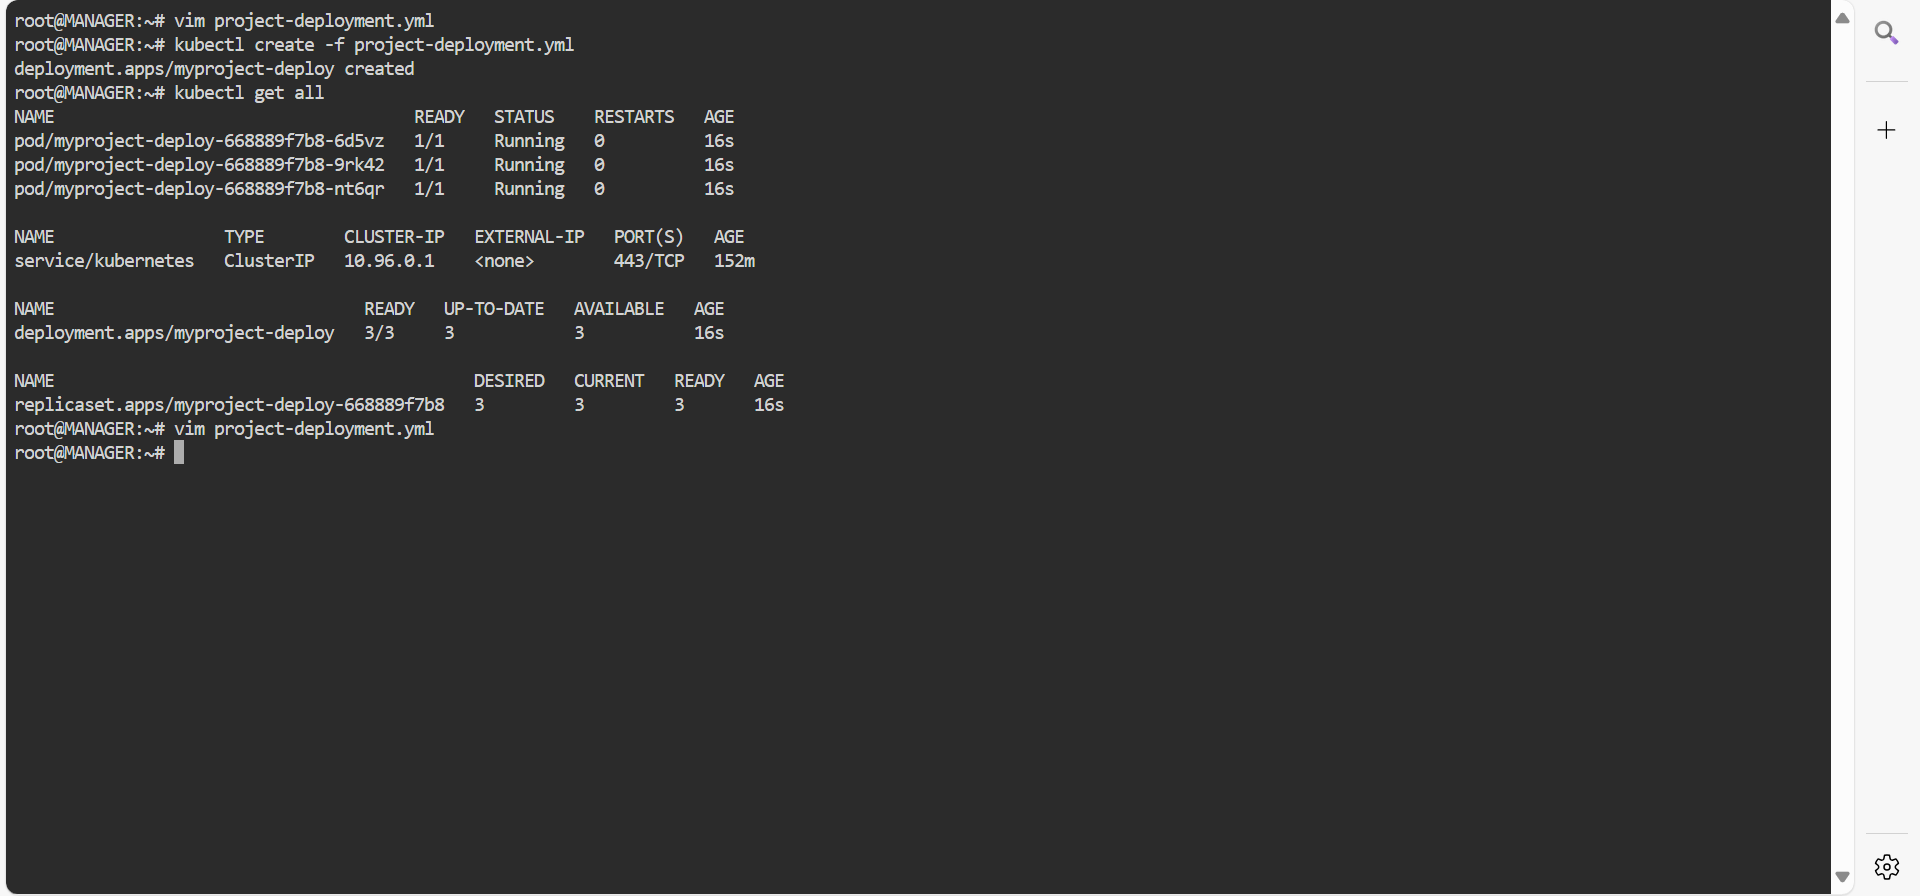 root@MANAGER:~# vim project-deployment.yml
root@MANAGER:~# kubectl create -f project-deployment.yml
deployment.apps/myproject-deploy created
root@MANAGER:~# kubectl get all
NAME                                    READY   STATUS    RESTARTS   AGE
pod/myproject-deploy-668889f7b8-6d5vz   1/1     Running   0          16s
pod/myproject-deploy-668889f7b8-9rk42   1/1     Running   0          16s
pod/myproject-deploy-668889f7b8-nt6qr   1/1     Running   0          16s

NAME                 TYPE        CLUSTER-IP   EXTERNAL-IP   PORT(S)   AGE
service/kubernetes   ClusterIP   10.96.0.1    <none>        443/TCP   152m

NAME                               READY   UP-TO-DATE   AVAILABLE   AGE
deployment.apps/myproject-deploy   3/3     3            3           16s

NAME                                          DESIRED   CURRENT   READY   AGE
replicaset.apps/myproject-deploy-668889f7b8   3         3         3       16s
root@MANAGER:~# vim project-deployment.yml
root@MANAGER:~#